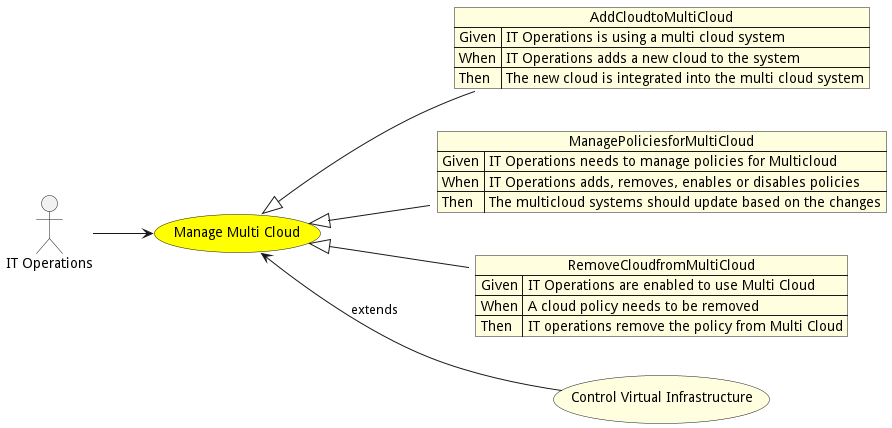 AddCloudtoMultiCloud
Given IT Operations is using a multi cloud system
When IT Operations adds a new cloud to the system
Then The new cloud is integrated into the multi cloud system
ManagePoliciesforMultiCloud
Given IT Operations needs to manage policies for Multicloud
When IT Operations adds, removes, enables or disables policies
Then The multicloud systems should update based on the changes
IT Operations
Manage Multi Cloud
RemoveCloudfromMultiCloud
Given IT Operations are enabled to use Multi Cloud
When A cloud policy needs to be removed
Then IT operations remove the policy from Multi Cloud
extends
Control Virtual Infrastructure